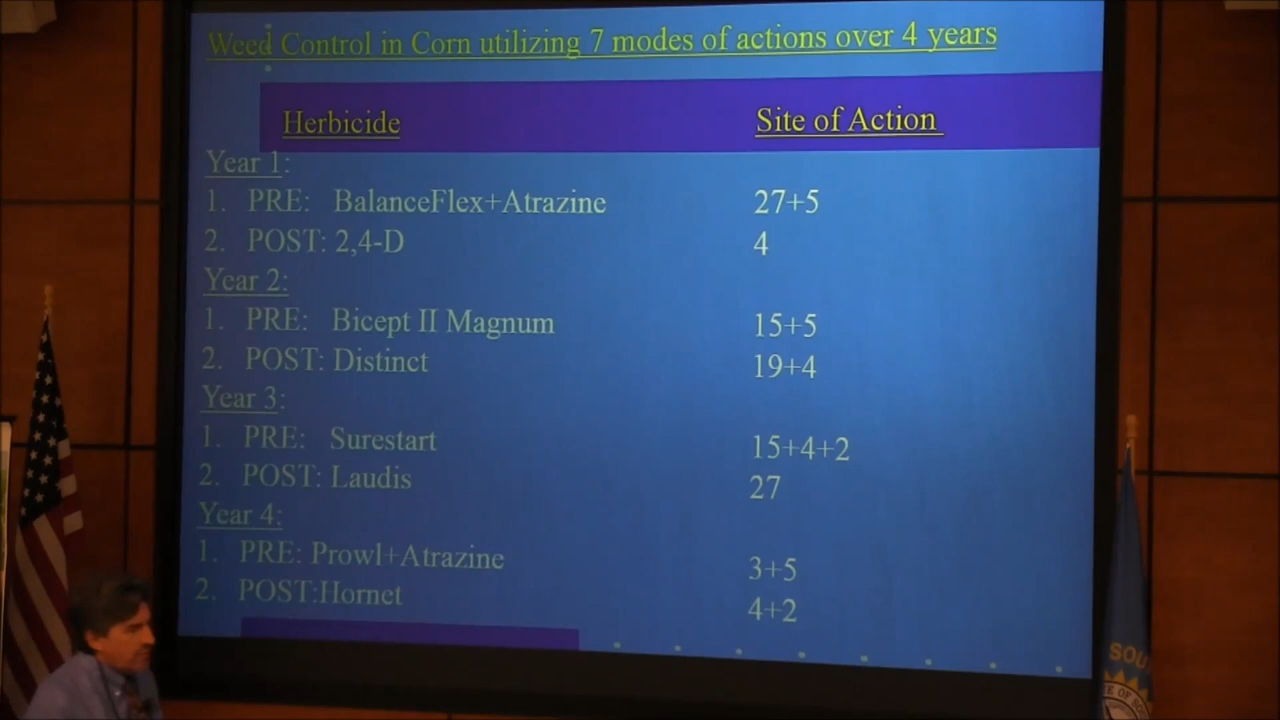 Weed Control in Corn utilizing 7 modes of actions over 4 years
Herbicide Site of Action
Year 1:
1. PRE: BalanceFlex+Atrazine 27+5
2. POST: 2,4-D 4
Year 2:
1. PRE: Bicept II Magnum 15+5
2. POST: Distinct 19+4
Year 3:
1. PRE: Surestart 15+4+2
2. POST: Laudis 27
Year 4:
1. PRE: Prowl+Atrazine 3+5
2. POST:Hornet 4+2
SOU